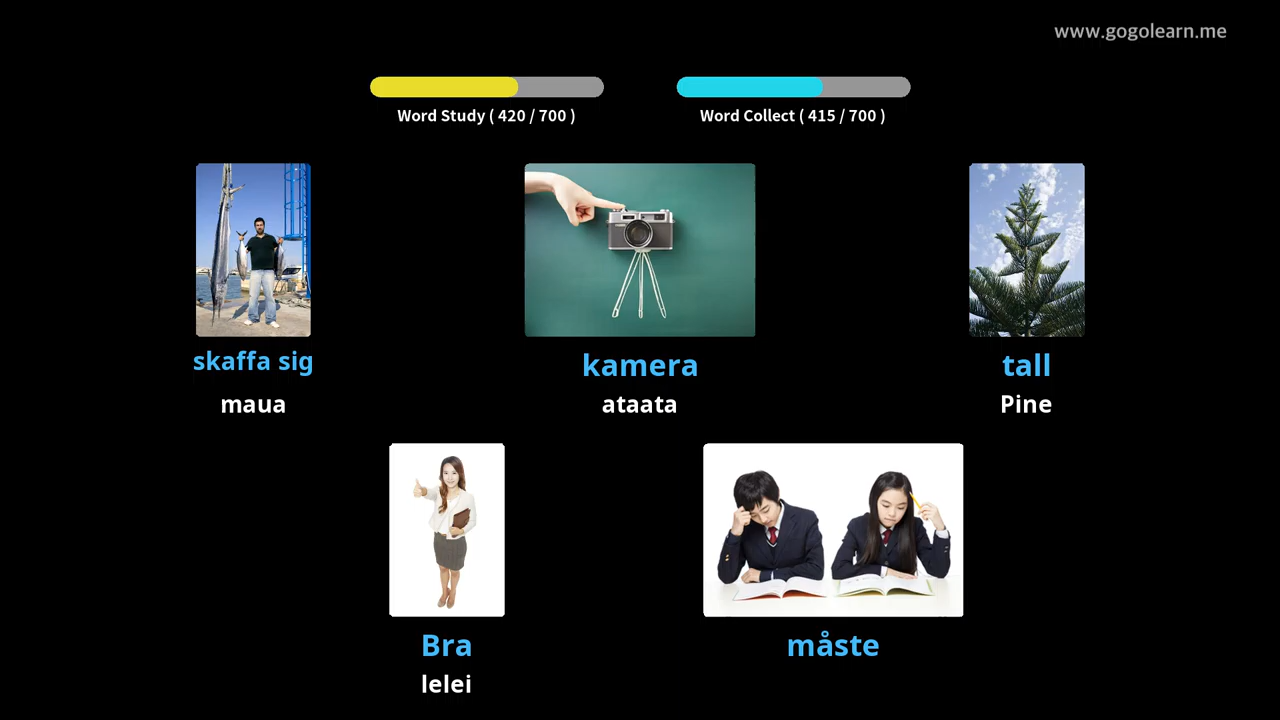 www.gogolearn.me
Word Study ( 420 / 700 )
Word Collect ( 415 / 700 )
skaffa sig
maua
kamera
ataata
tall
Pine
Bra
lelei
måste